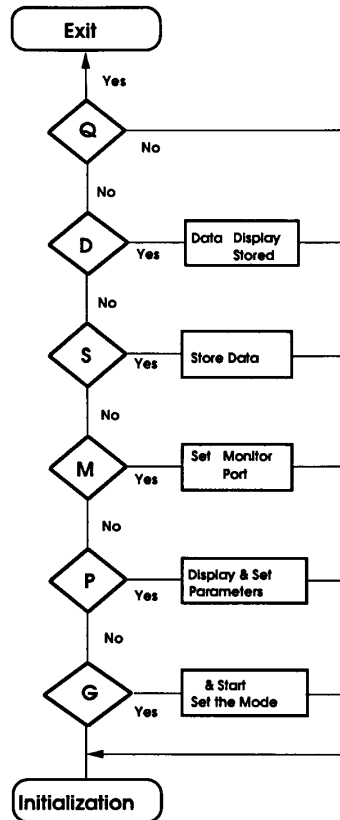 Exit
Yes
Q
No
No
D
Yes
Data Display
Stored
No
S
Yes
Store Data
No
M
Yes
Set Monitor
Port
No
P
Yes
Display & Set
Parameters
No
G
Yes
& Start
Set the Mode
Initialization